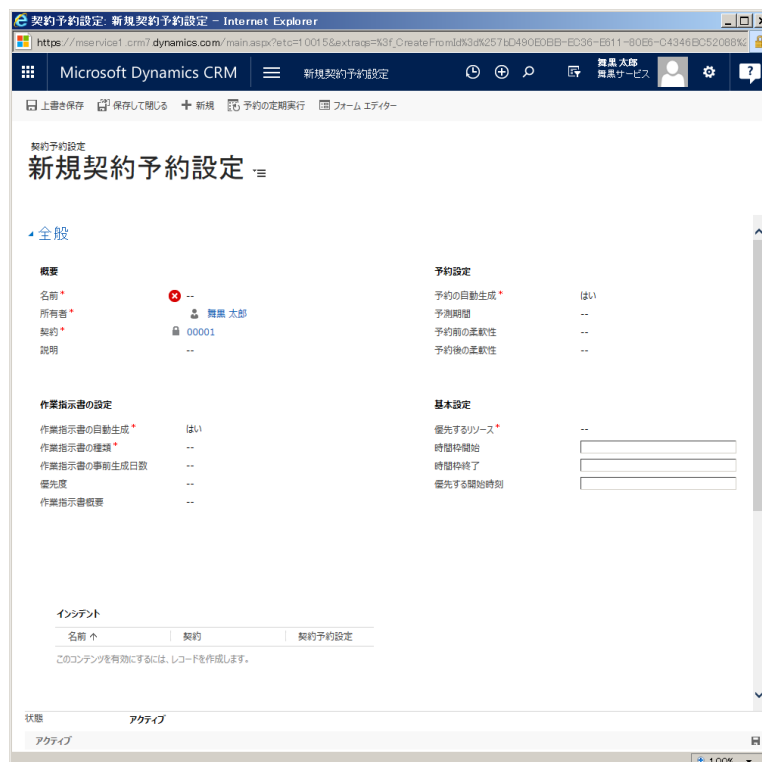 契約予約設定: 新規契約予約設定 - Internet Explorer
https://mservice1.crm7.dynamics.com/main.aspx?etc=10015&extraqs=%3f_CreateFromId%3d%257bD490E0BB-EC36-E611-80E6-C4346BC52088%2
Microsoft Dynamics CRM 新規契約予約設定 舞黒 太郎
舞黒サービス ?
上書き保存 保存して閉じる 新規 予約の定期実行 フォーム エディター
契約予約設定
新規契約予約設定
全般
概要
名前* --
所有者* 舞黒 太郎
契約* 00001
説明 --
予約設定
予約の自動生成* はい
予測期間 --
予約前の柔軟性 --
予約後の柔軟性 --
作業指示書の設定
作業指示書の自動生成* はい
作業指示書の種類* --
作業指示書の事前生成日数 --
優先度 --
作業指示書概要 --
基本設定
優先するリソース* --
時間枠開始
時間枠終了
優先する開始時刻
インシデント
名前 ↑ 契約 契約予約設定
このコンテンツを有効にするには、レコードを作成します。
状態 アクティブ
アクティブ
100%